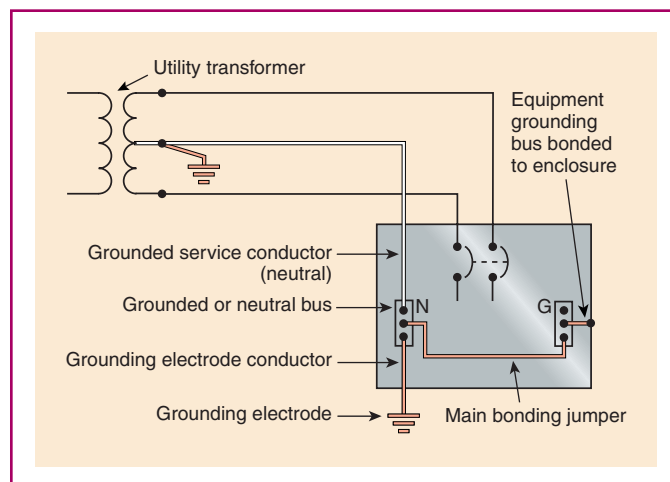 Utility transformer
Equipment
grounding
bus bonded
to enclosure
Grounded service conductor
(neutral)
Grounded or neutral bus
N
G
Grounding electrode conductor
Grounding electrode
Main bonding jumper